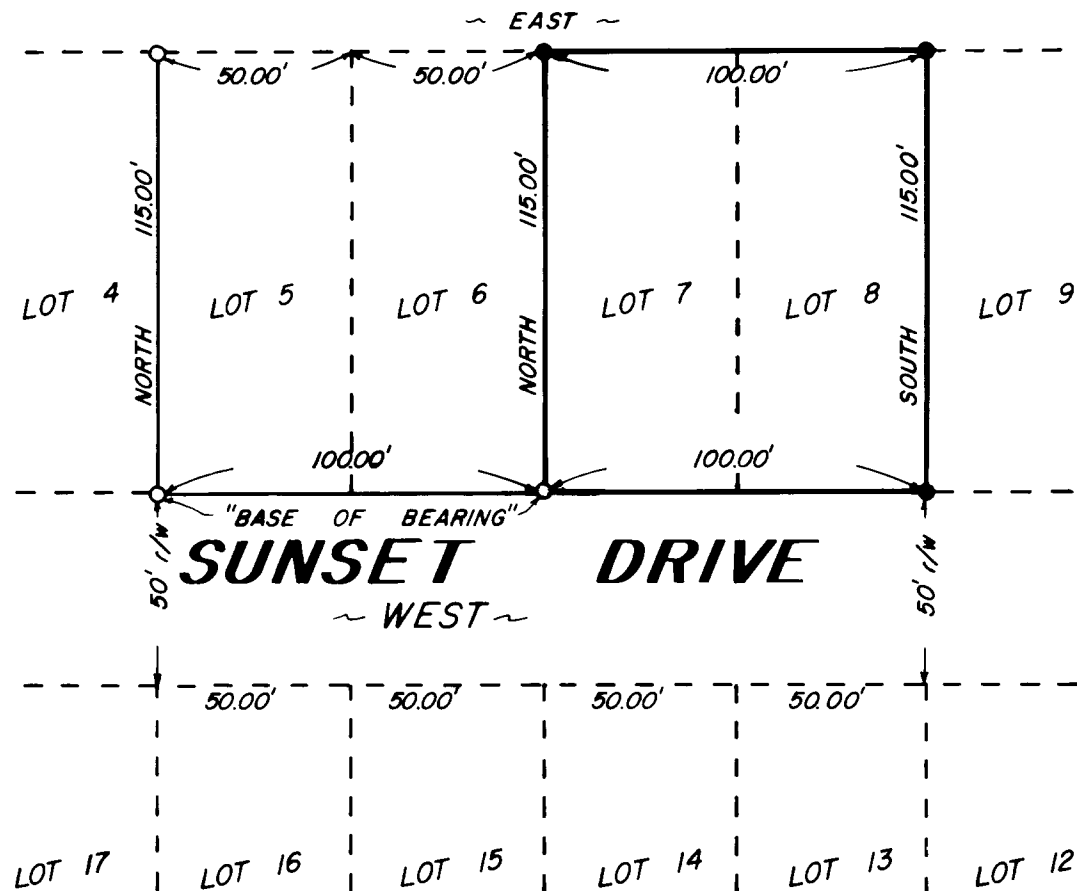 ~ EAST ~
50.00' 50.00' 100.00'
115.00' 115.00' 115.00'
LOT 4 LOT 5 LOT 6 LOT 7 LOT 8 LOT 9
NORTH NORTH SOUTH
100.00' 100.00'
"BASE OF BEARING"
50' r/w SUNSET DRIVE 50' r/w
~ WEST ~
50.00' 50.00' 50.00' 50.00'
LOT 17 LOT 16 LOT 15 LOT 14 LOT 13 LOT 12